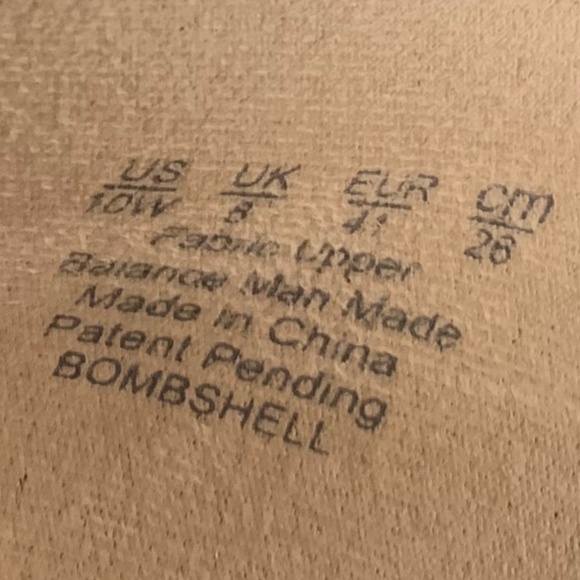 US UK EUR cm
10W 8 41 26
Fabric Upper
Balance Man Made
Made in China
Patent Pending
BOMBSHELL